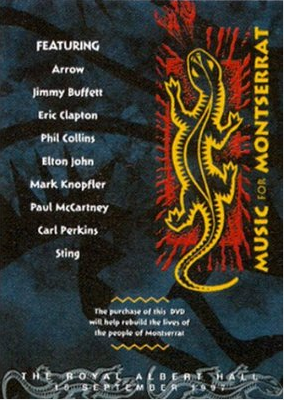 FEATURING
Arrow
Jimmy Buffett
Eric Clapton
Phil Collins
Elton John
Mark Knopfler
Paul McCartney
Carl Perkins
Sting
MUSIC FOR MONTSERRAT
The purchase of this DVD
will help rebuild the lives of
the people of Montserrat
THE ROYAL ALBERT HALL
15 SEPTEMBER 1997